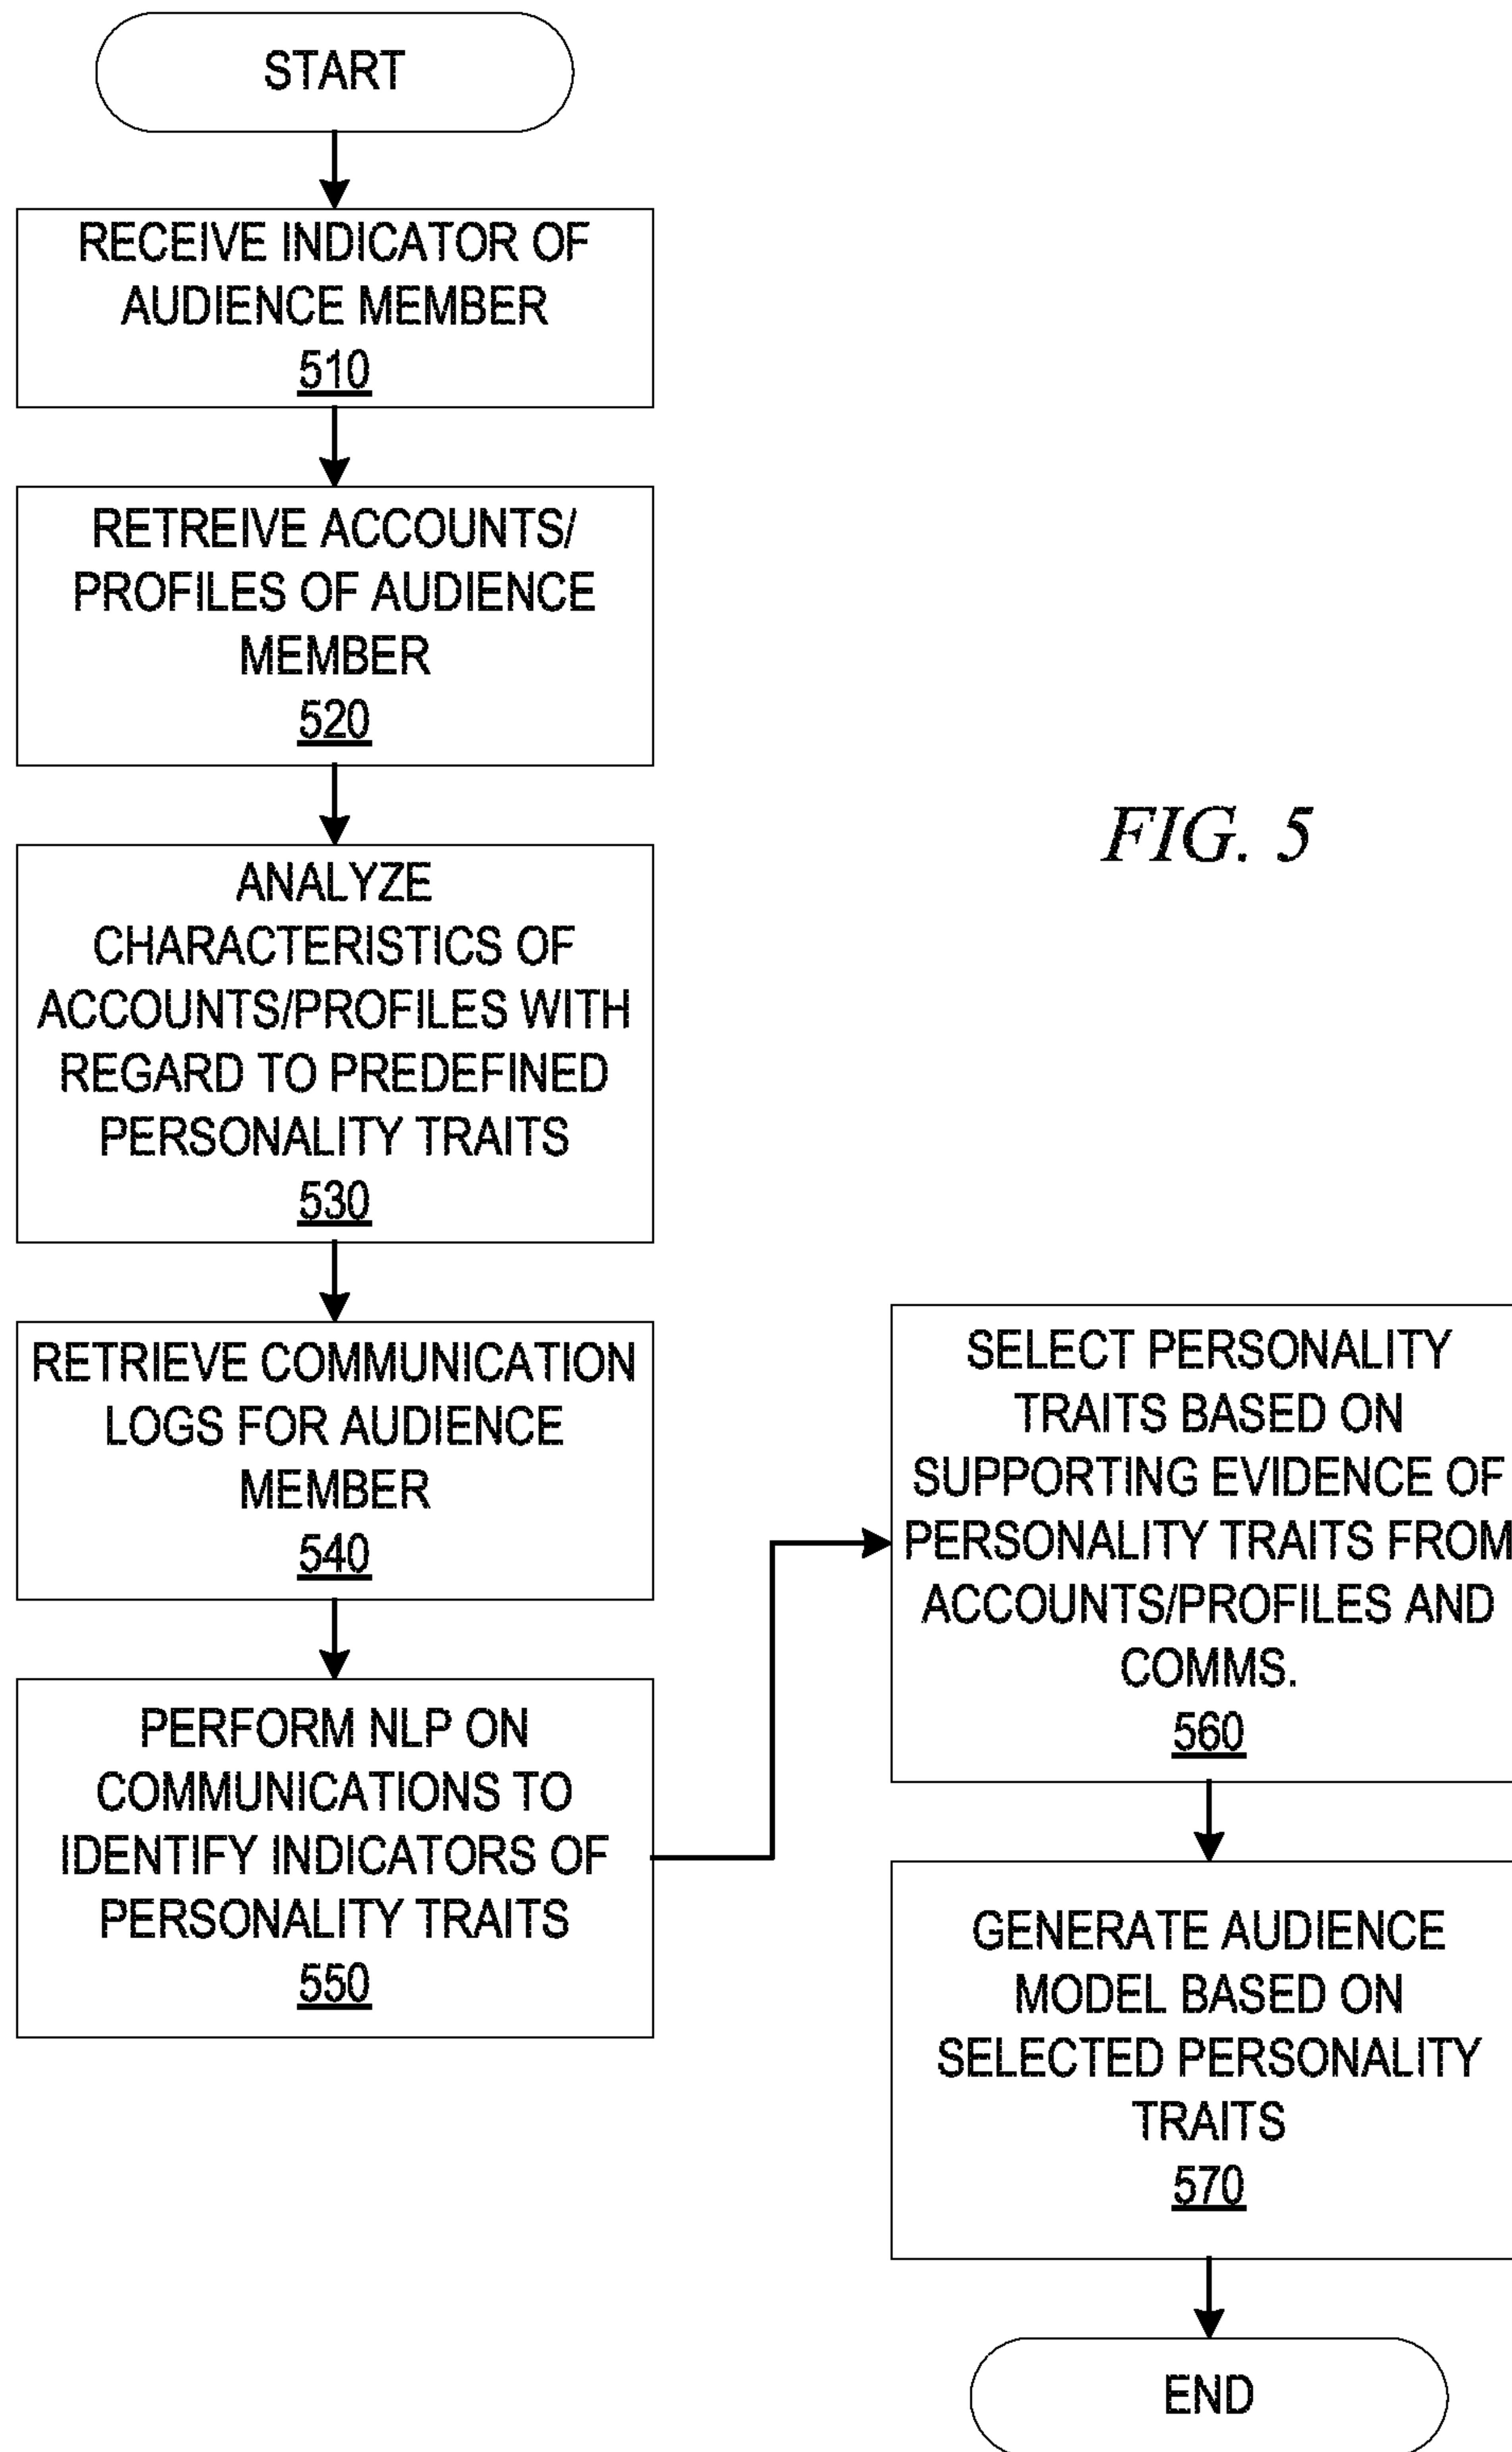 START
RECEIVE INDICATOR OF
AUDIENCE MEMBER
510
RETREIVE ACCOUNTS/
PROFILES OF AUDIENCE
MEMBER
520
ANALYZE
CHARACTERISTICS OF
ACCOUNTS/PROFILES WITH
REGARD TO PREDEFINED
PERSONALITY TRAITS
530
RETRIEVE COMMUNICATION
LOGS FOR AUDIENCE
MEMBER
540
PERFORM NLP ON
COMMUNICATIONS TO
IDENTIFY INDICATORS OF
PERSONALITY TRAITS
550
FIG. 5
SELECT PERSONALITY
TRAITS BASED ON
SUPPORTING EVIDENCE OF
PERSONALITY TRAITS FROM
ACCOUNTS/PROFILES AND
COMMS.
560
GENERATE AUDIENCE
MODEL BASED ON
SELECTED PERSONALITY
TRAITS
570
END